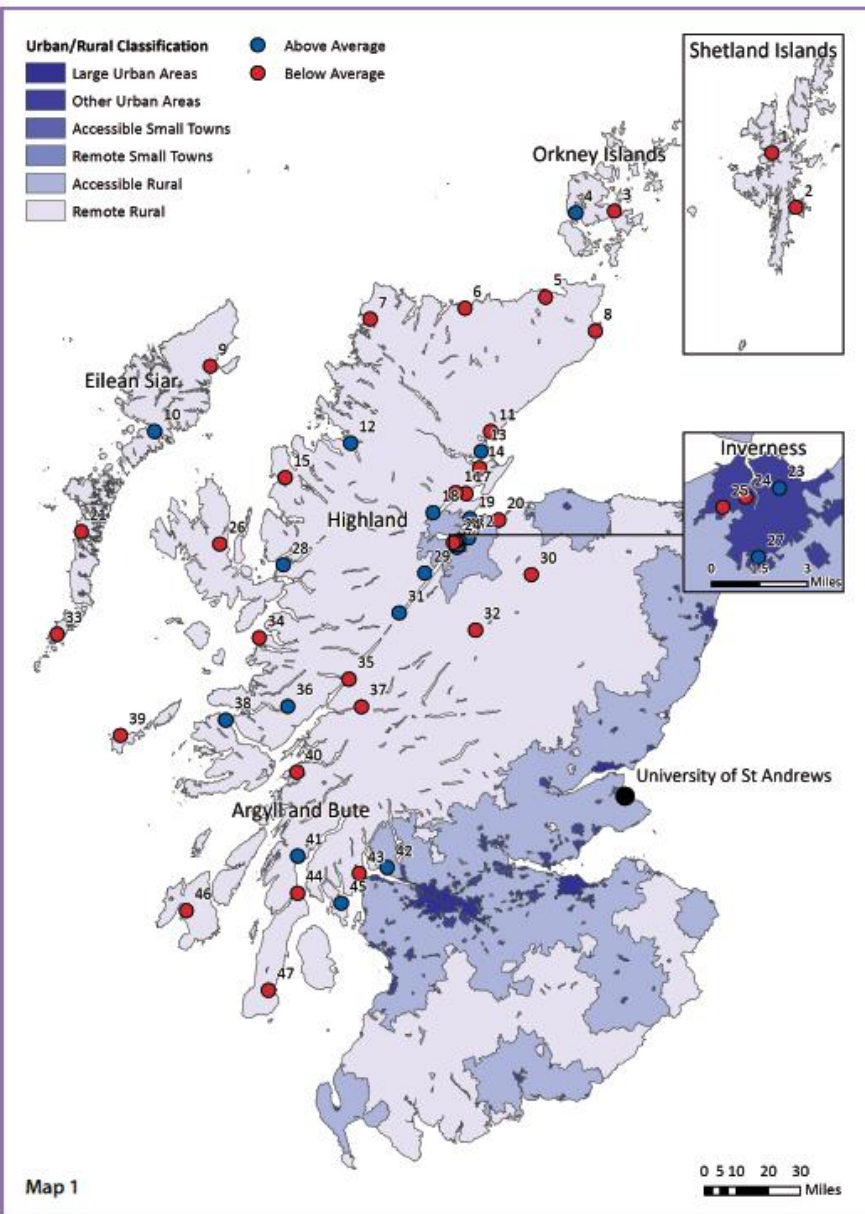 Urban/Rural Classification
Large Urban Areas
Other Urban Areas
Accessible Small Towns
Remote Small Towns
Accessible Rural
Remote Rural
Above Average
Below Average
Shetland Islands
1
2
Orkney Islands
4
3
5
6
7
8
9
Eilean Siar
10
11
12
13
14
15
17
18
19
20
Highland
26
28
29
30
31
32
33
34
35
36
37
38
39
40
Inverness
23
24
25
27
0 1.5 3
Miles
University of St Andrews
Argyll and Bute
41
42
43
44
45
46
47
Map 1
0 5 10 20 30
Miles